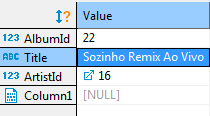 Value
123 AlbumId 22
ABC Title Sozinho Remix Ao Vivo
123 ArtistId 16
Column1 [NULL]